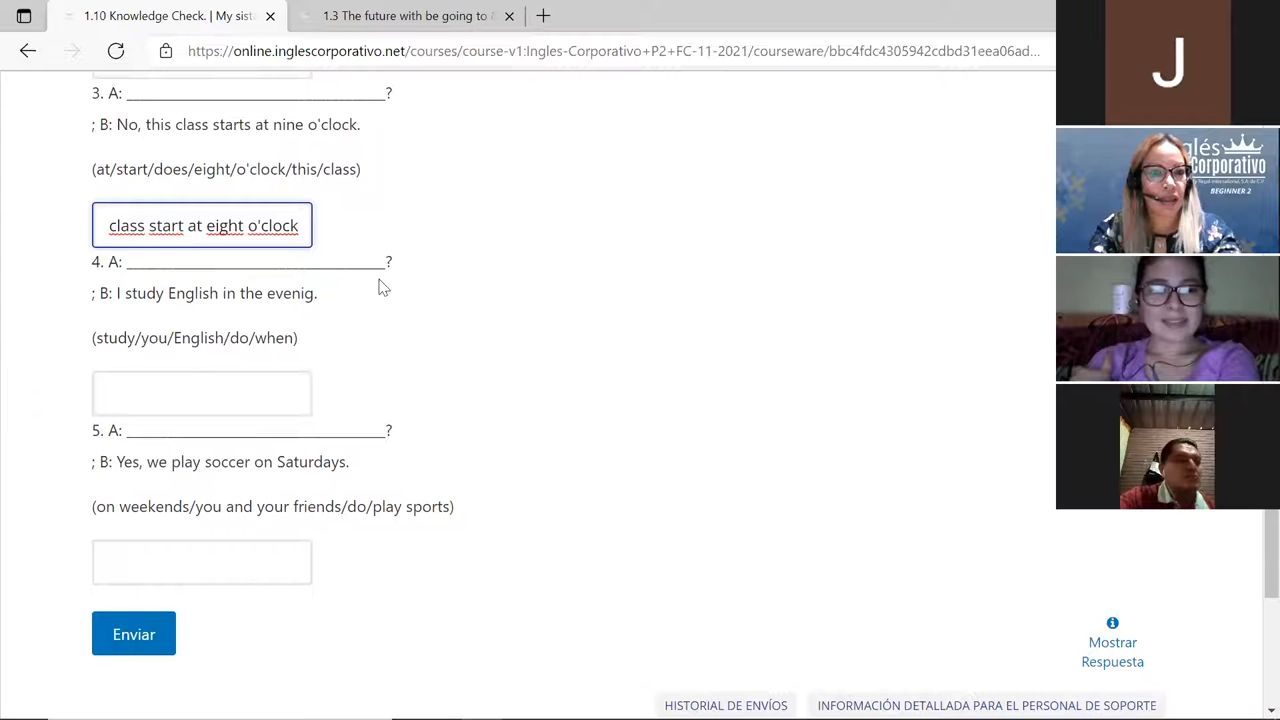 1.10 Knowledge Check. | My sist
1.3 The future with be going to
https://online.inglescorporativo.net/courses/course-v1:Ingles-Corporativo+P2+FC-11-2021/courseware/bbc4fdc4305942cdbd31eea06ad...
3. A: ________________________________?
; B: No, this class starts at nine o'clock.
(at/start/does/eight/o'clock/this/class)
class start at eight o'clock
4. A: ________________________________?
; B: I study English in the evenig.
(study/you/English/do/when)
5. A: ________________________________?
; B: Yes, we play soccer on Saturdays.
(on weekends/you and your friends/do/play sports)
Enviar
Mostrar
Respuesta
HISTORIAL DE ENVÍOS
INFORMACIÓN DETALLADA PARA EL PERSONAL DE SOPORTE
J
glés
Corporativo
BEGINNER 2